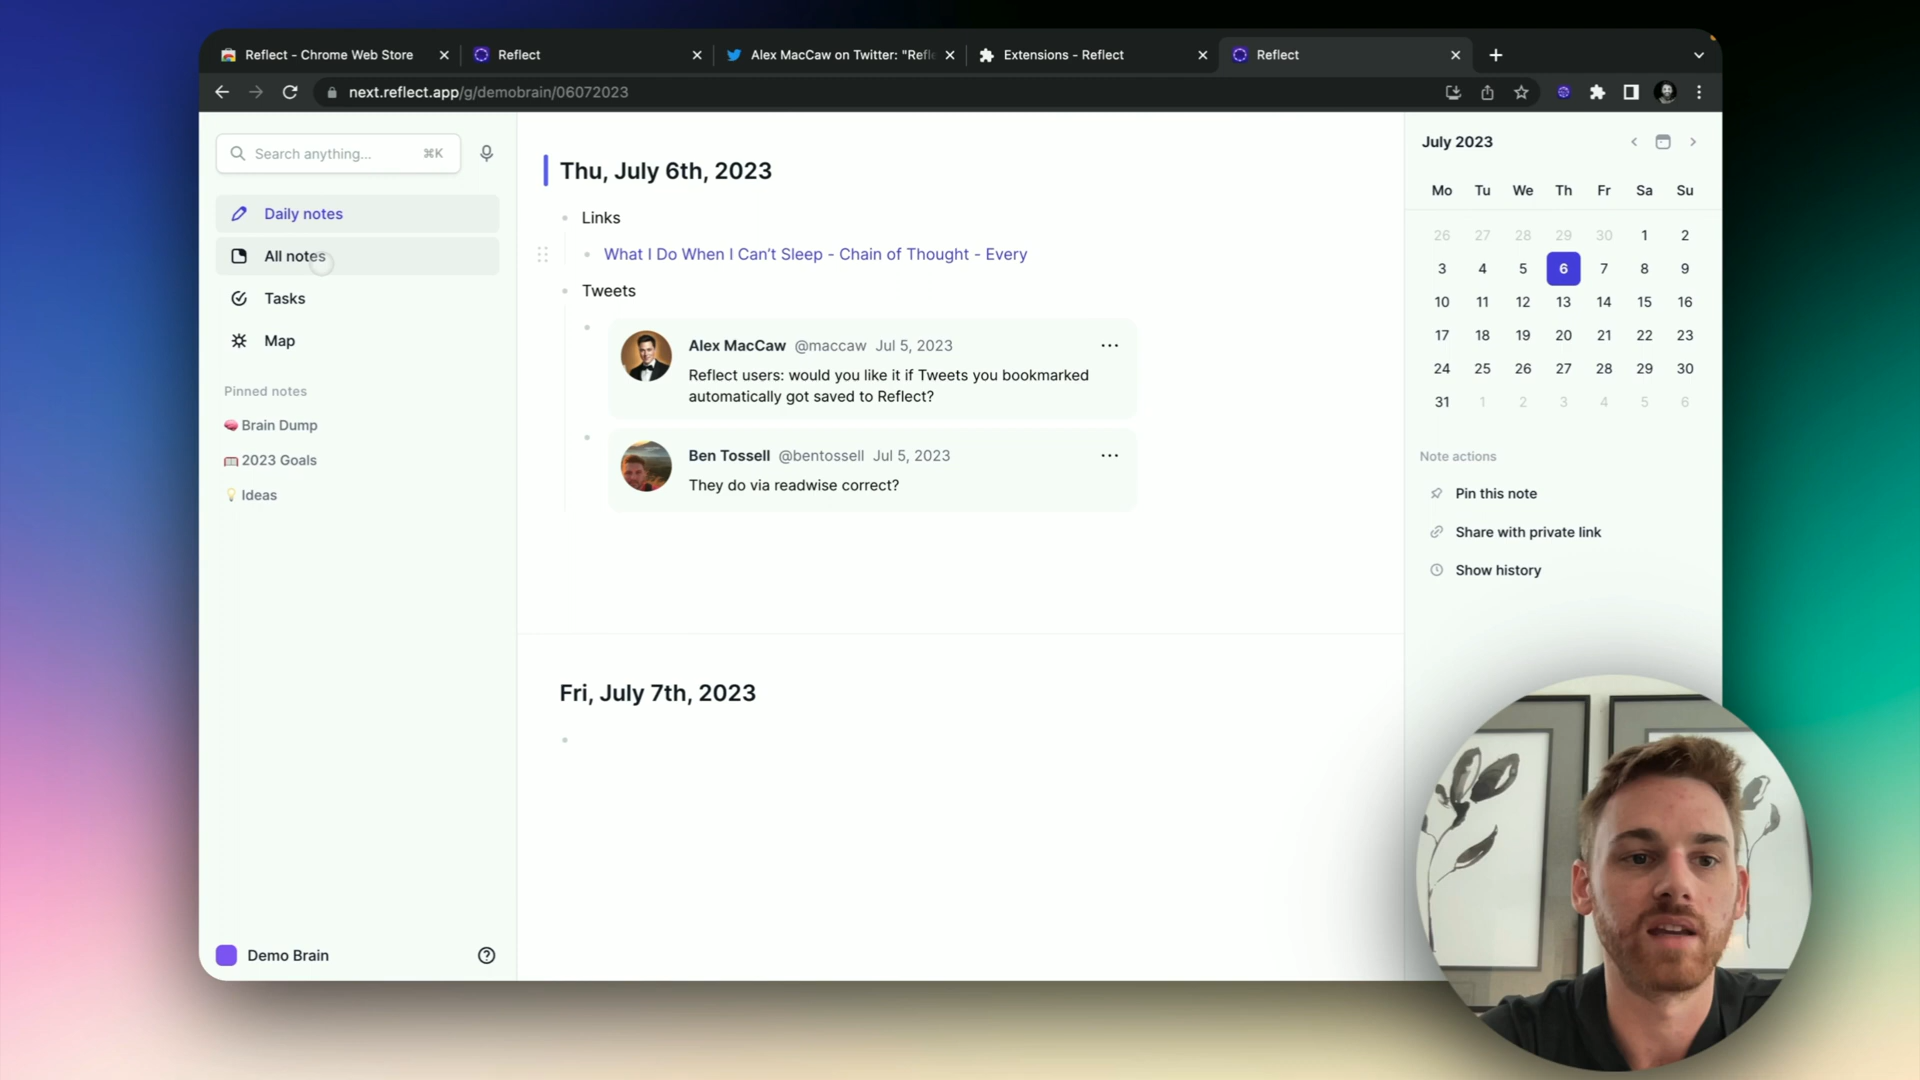 Reflect - Chrome Web Store
Reflect
Alex MacCaw on Twitter: "Refle
Extensions - Reflect
Reflect
next.reflect.app/g/demobrain/06072023
Search anything... ⌘K
Daily notes
All notes
Tasks
Map
Pinned notes
🧠 Brain Dump
📖 2023 Goals
💡 Ideas
Demo Brain
Thu, July 6th, 2023
Links
What I Do When I Can’t Sleep - Chain of Thought - Every
Tweets
Alex MacCaw @maccaw Jul 5, 2023
Reflect users: would you like it if Tweets you bookmarked
automatically got saved to Reflect?
Ben Tossell @bentossell Jul 5, 2023
They do via readwise correct?
Fri, July 7th, 2023
July 2023
Mo Tu We Th Fr Sa Su
26 27 28 29 30 1 2
3 4 5 6 7 8 9
10 11 12 13 14 15 16
17 18 19 20 21 22 23
24 25 26 27 28 29 30
31 1 2 3 4 5 6
Note actions
Pin this note
Share with private link
Show history